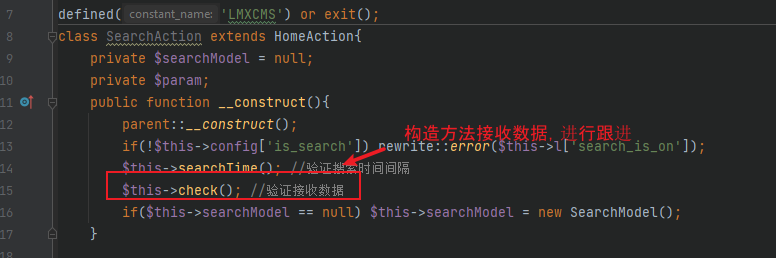 7 defined( constant_name: 'LMXCMS') or exit();
8 class SearchAction extends HomeAction{
9 private $searchModel = null;
10 private $param;
11 public function __construct(){
12 parent::__construct();
构造方法接收数据, 进行跟进
13 if(!$this->config['is_search']) rewrite::error($this->l['search_is_on']);
14 $this->searchTime(); //验证搜索时间间隔
15 $this->check(); //验证接收数据
16 if($this->searchModel == null) $this->searchModel = new SearchModel();
17 }
18